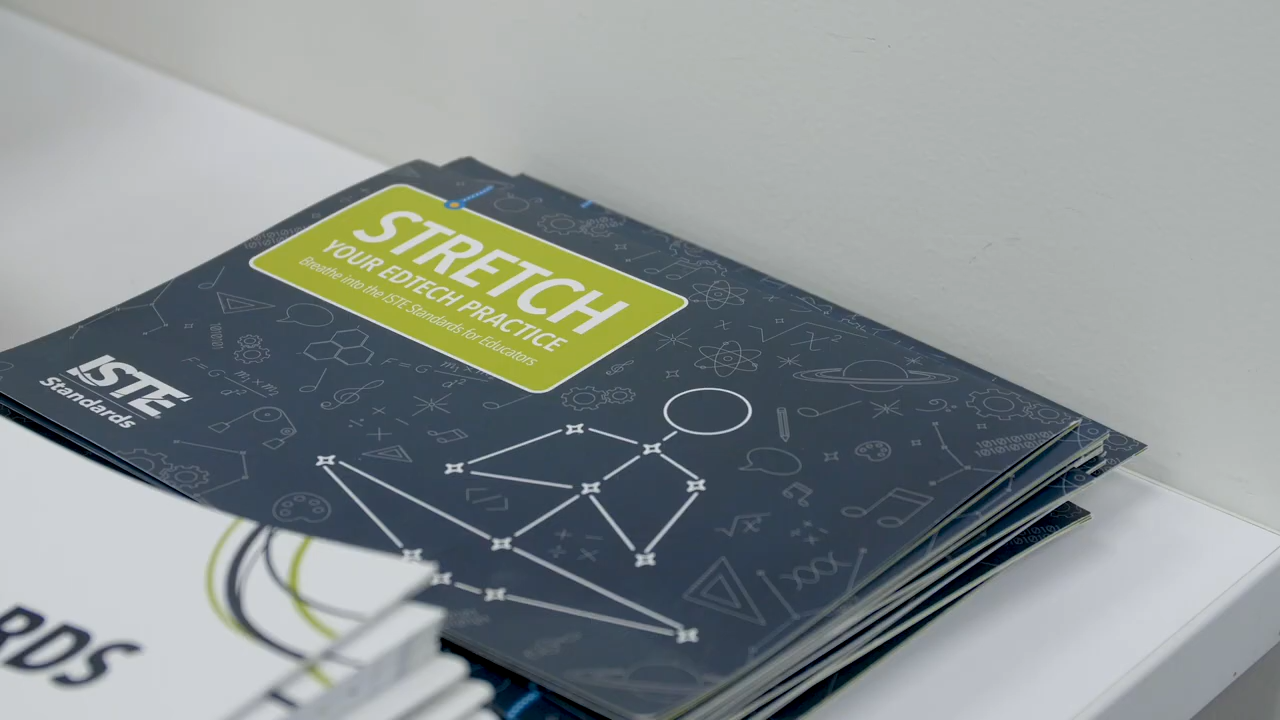 STRETCH
YOUR EDTECH PRACTICE
Breathe into the ISTE Standards for Educators
ISTE
Standards
RDS